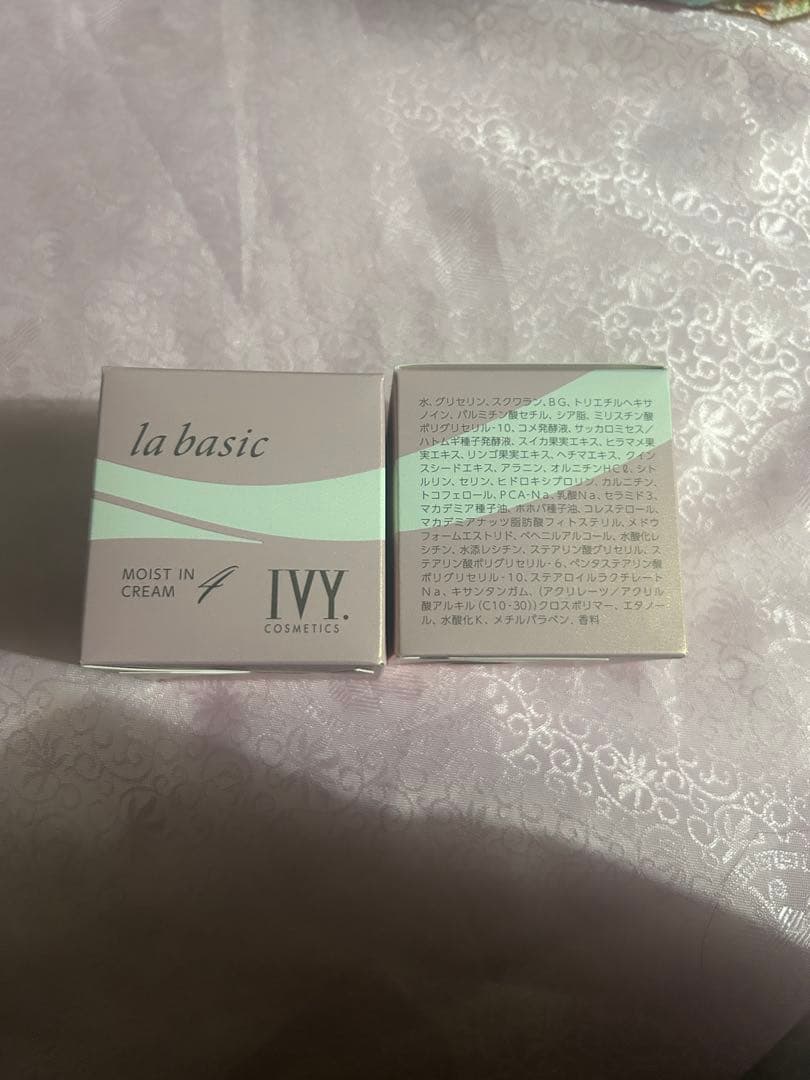 la basic
MOIST IN
CREAM 4
IVY.
COSMETICS
水、グリセリン、スクワラン、BG、トリエチルヘキサ
ノイン、パルミチン酸セチル、シア脂、ミリスチン酸
ポリグリセリル-10、コメ発酵液、サッカロミセス／
ハトムギ種子発酵液、スイカ果実エキス、ヒラマメ果
実エキス、リンゴ果実エキス、ヘチマエキス、クイン
スシードエキス、アラニン、オルニチンHCℓ、シト
ルリン、セリン、ヒドロキシプロリン、カルニチン、
トコフェロール、PCA-Na、乳酸Na、セラミド3、
マカデミア種子油、ホホバ種子油、コレステロール、
マカデミアナッツ脂肪酸フィトステリル、メドウ
フォームエストリド、ベヘニルアルコール、水酸化レ
シチン、水添レシチン、ステアリン酸グリセリル、ス
テアリン酸ポリグリセリル-6、ペンタステアリン酸
ポリグリセリル-10、ステアロイルラクチレート
Na、キサンタンガム、(アクリレーツ／アクリル
酸アルキル(C10-30))クロスポリマー、エタノー
ル、水酸化K、メチルパラベン、香料